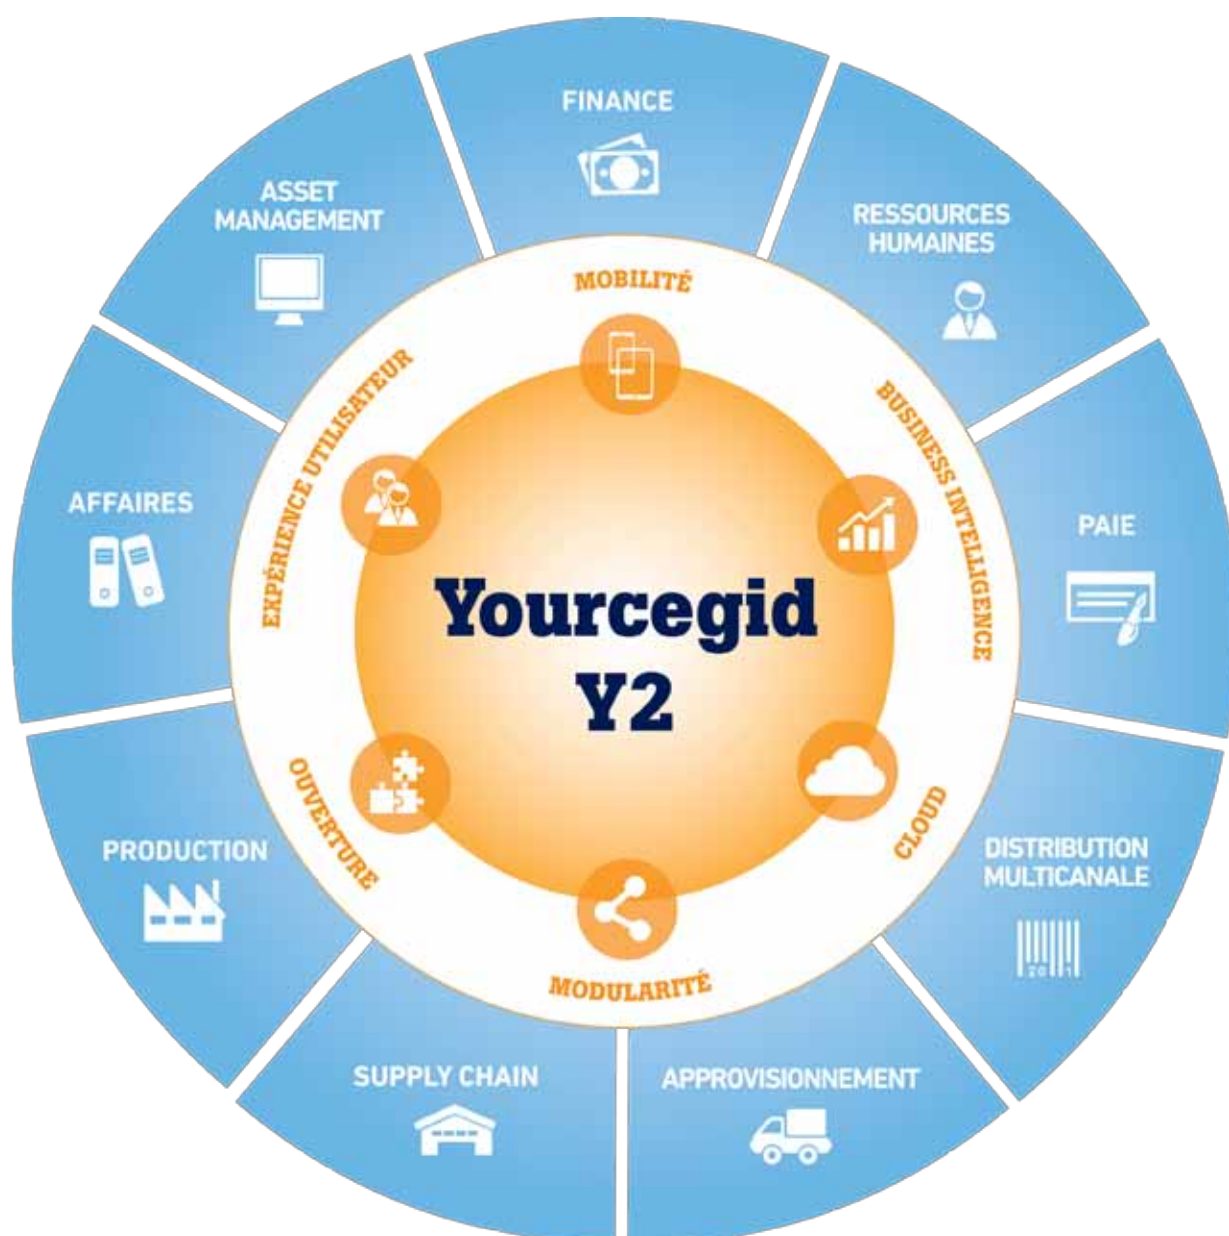 FINANCE
RESSOURCES
HUMAINES
PAIE
DISTRIBUTION
MULTICANALE
2011
APPROVISIONNEMENT
SUPPLY CHAIN
PRODUCTION
AFFAIRES
ASSET
MANAGEMENT
MOBILITÉ
BUSINESS INTELLIGENCE
CLOUD
MODULARITÉ
OUVERTURE
EXPÉRIENCE UTILISATEUR
Yourcegid
Y2